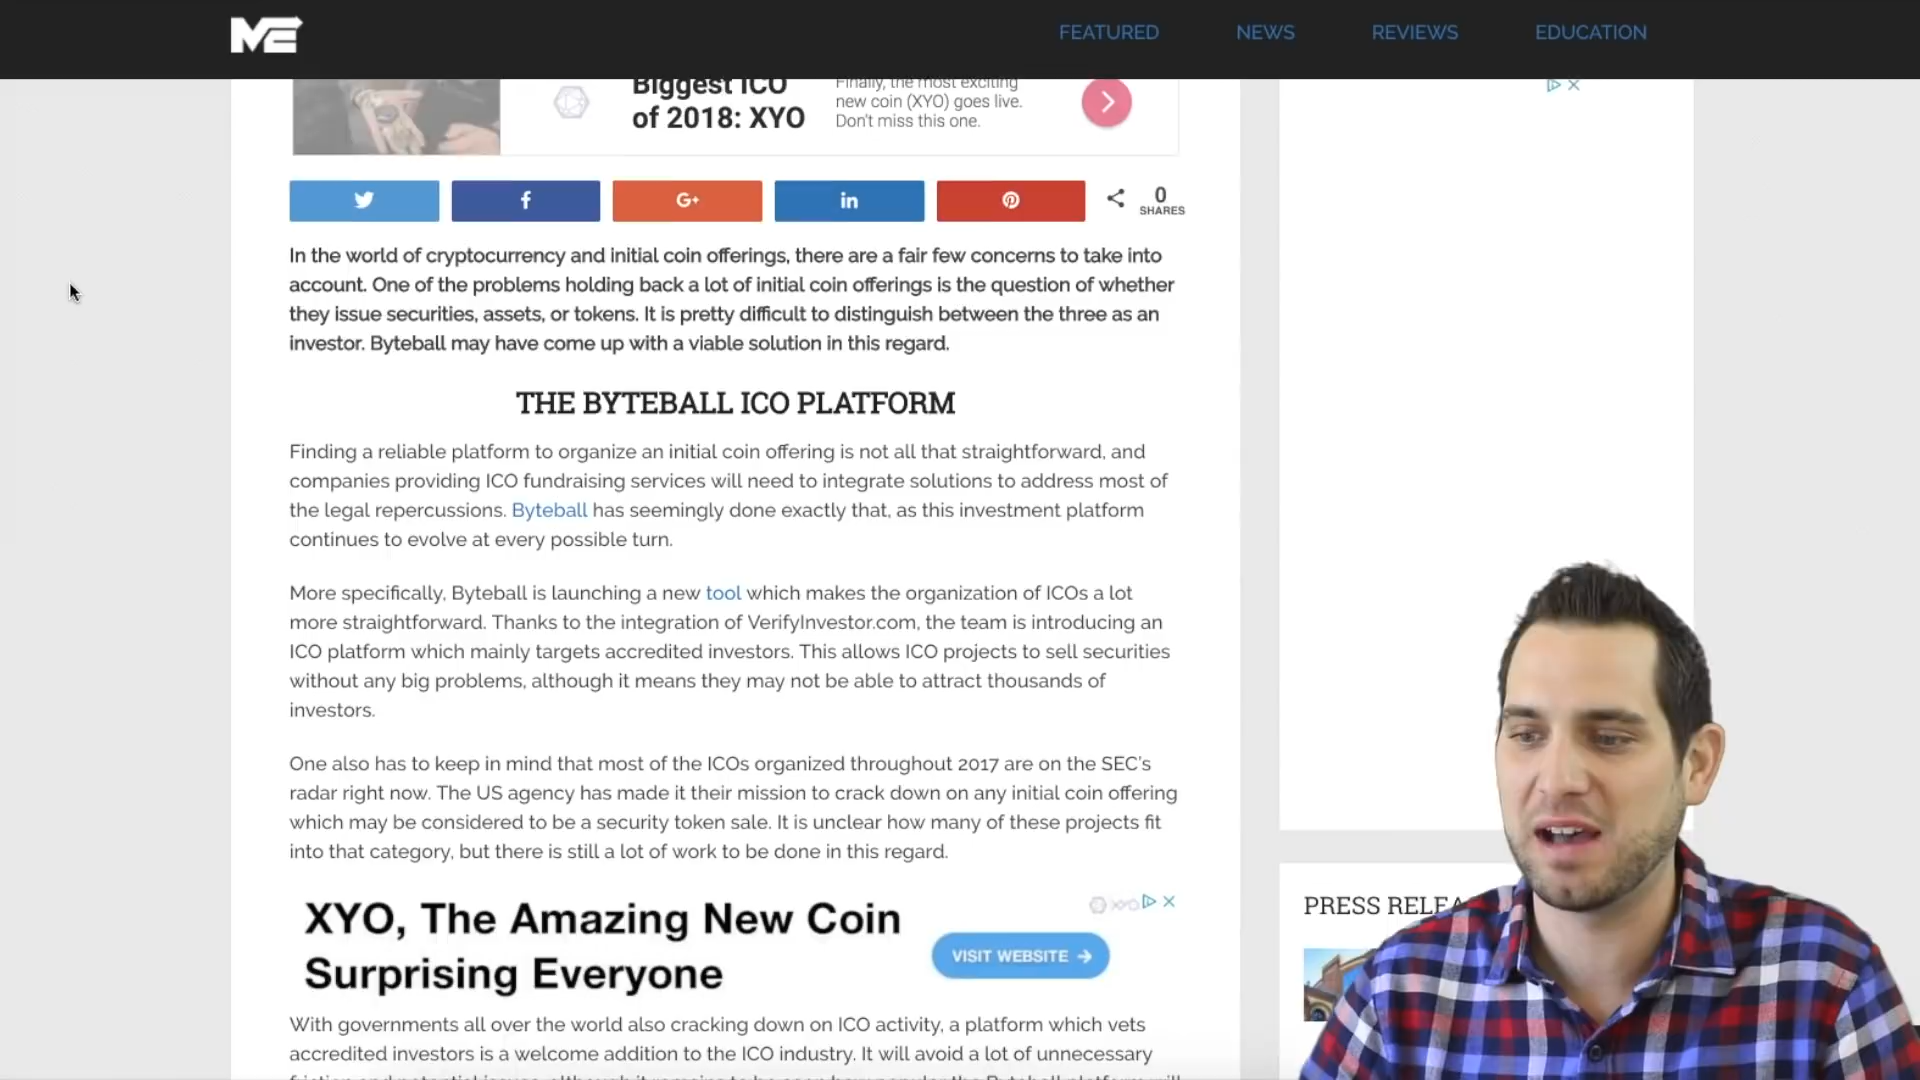 ME
FEATURED
NEWS
REVIEWS
EDUCATION
Biggest ICO
of 2018: XYO
Finally, the most exciting
new coin (XYO) goes live.
Don't miss this one.
f
G+
in
0
SHARES
In the world of cryptocurrency and initial coin offerings, there are a fair few concerns to take into
account. One of the problems holding back a lot of initial coin offerings is the question of whether
they issue securities, assets, or tokens. It is pretty difficult to distinguish between the three as an
investor. Byteball may have come up with a viable solution in this regard.
THE BYTEBALL ICO PLATFORM
Finding a reliable platform to organize an initial coin offering is not all that straightforward, and
companies providing ICO fundraising services will need to integrate solutions to address most of
the legal repercussions. Byteball has seemingly done exactly that, as this investment platform
continues to evolve at every possible turn.
More specifically, Byteball is launching a new tool which makes the organization of ICOs a lot
more straightforward. Thanks to the integration of VerifyInvestor.com, the team is introducing an
ICO platform which mainly targets accredited investors. This allows ICO projects to sell securities
without any big problems, although it means they may not be able to attract thousands of
investors.
One also has to keep in mind that most of the ICOs organized throughout 2017 are on the SEC's
radar right now. The US agency has made it their mission to crack down on any initial coin offering
which may be considered to be a security token sale. It is unclear how many of these projects fit
into that category, but there is still a lot of work to be done in this regard.
XYO, The Amazing New Coin
Surprising Everyone
XYO
VISIT WEBSITE
PRESS RELEA
With governments all over the world also cracking down on ICO activity, a platform which vets
accredited investors is a welcome addition to the ICO industry. It will avoid a lot of unnecessary